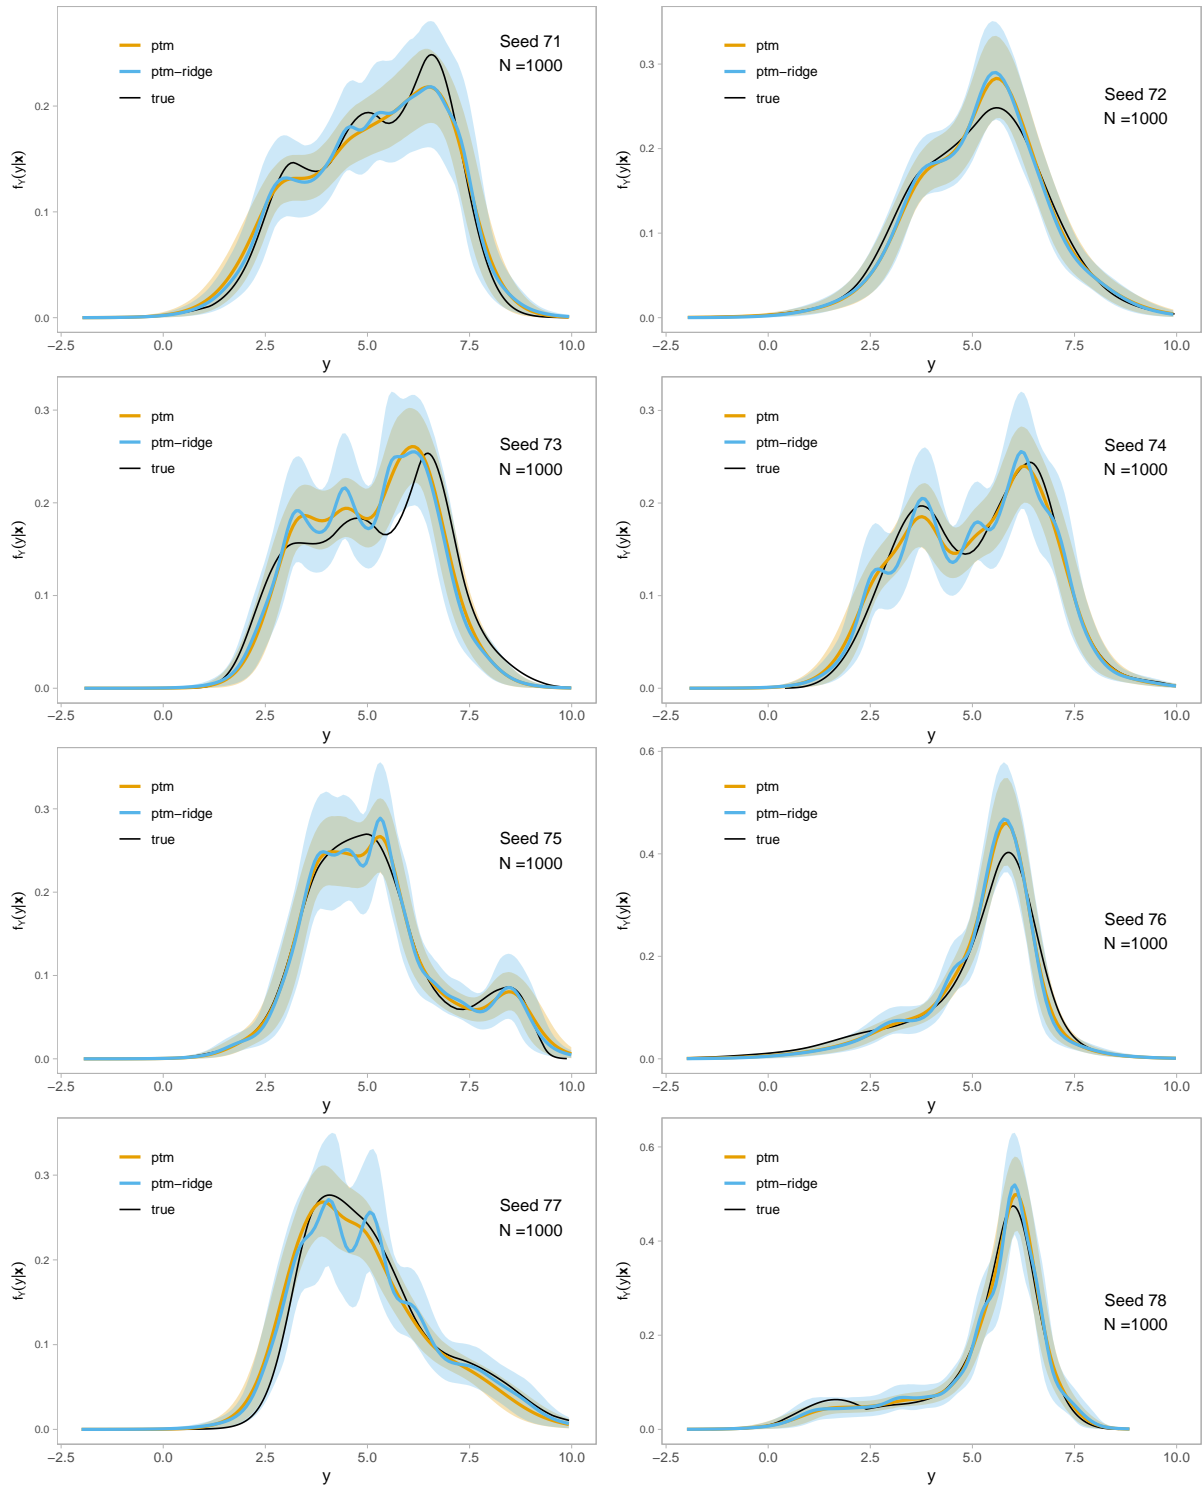 ptm
ptm−ridge
true
Seed 71
N =1000
0.2
0.1
0.0
fY(y|x)
−2.5 0.0 2.5 5.0 7.5 10.0
y
ptm
ptm−ridge
true
Seed 72
N =1000
0.3
0.2
0.1
0.0
fY(y|x)
−2.5 0.0 2.5 5.0 7.5 10.0
y
ptm
ptm−ridge
true
Seed 73
N =1000
0.3
0.2
0.1
0.0
fY(y|x)
−2.5 0.0 2.5 5.0 7.5 10.0
y
ptm
ptm−ridge
true
Seed 74
N =1000
0.3
0.2
0.1
0.0
fY(y|x)
−2.5 0.0 2.5 5.0 7.5 10.0
y
ptm
ptm−ridge
true
Seed 75
N =1000
0.3
0.2
0.1
0.0
fY(y|x)
−2.5 0.0 2.5 5.0 7.5 10.0
y
ptm
ptm−ridge
true
Seed 76
N =1000
0.6
0.4
0.2
0.0
fY(y|x)
−2.5 0.0 2.5 5.0 7.5 10.0
y
ptm
ptm−ridge
true
Seed 77
N =1000
0.3
0.2
0.1
0.0
fY(y|x)
−2.5 0.0 2.5 5.0 7.5 10.0
y
ptm
ptm−ridge
true
Seed 78
N =1000
0.6
0.4
0.2
0.0
fY(y|x)
−2.5 0.0 2.5 5.0 7.5 10.0
y